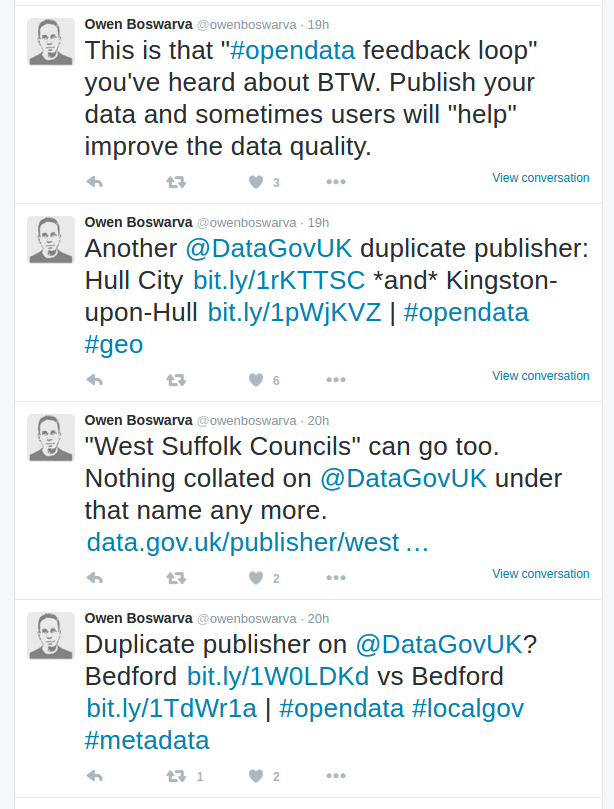 Owen Boswarva @owenboswarva · 19h
This is that "#opendata feedback loop"
you've heard about BTW. Publish your
data and sometimes users will "help"
improve the data quality.
3
View conversation
Owen Boswarva @owenboswarva · 19h
Another @DataGovUK duplicate publisher:
Hull City bit.ly/1rKTTSC *and* Kingston-
upon-Hull bit.ly/1pWjKVZ | #opendata
#geo
6
View conversation
Owen Boswarva @owenboswarva · 20h
"West Suffolk Councils" can go too.
Nothing collated on @DataGovUK under
that name any more.
data.gov.uk/publisher/west …
2
View conversation
Owen Boswarva @owenboswarva · 20h
Duplicate publisher on @DataGovUK?
Bedford bit.ly/1W0LDKd vs Bedford
bit.ly/1TdWr1a | #opendata #localgov
#metadata
1 2